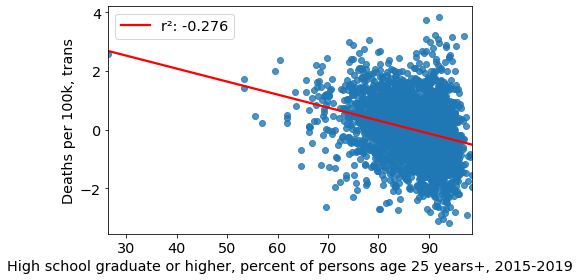 4
r²: -0.276
2
0
−2
Deaths per 100k, trans
30 40 50 60 70 80 90
High school graduate or higher, percent of persons age 25 years+, 2015-2019